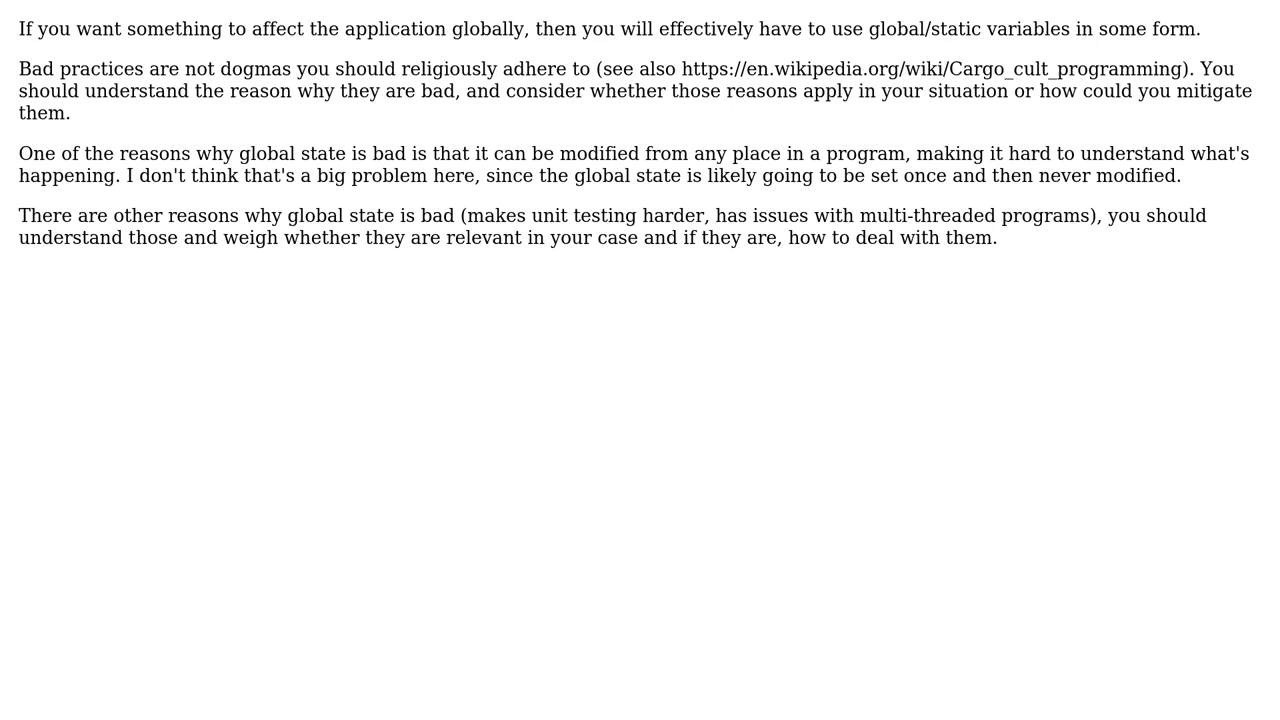 If you want something to affect the application globally, then you will effectively have to use global/static variables in some form.
Bad practices are not dogmas you should religiously adhere to (see also https://en.wikipedia.org/wiki/Cargo_cult_programming). You
should understand the reason why they are bad, and consider whether those reasons apply in your situation or how could you mitigate
them.
One of the reasons why global state is bad is that it can be modified from any place in a program, making it hard to understand what's
happening. I don't think that's a big problem here, since the global state is likely going to be set once and then never modified.
There are other reasons why global state is bad (makes unit testing harder, has issues with multi-threaded programs), you should
understand those and weigh whether they are relevant in your case and if they are, how to deal with them.